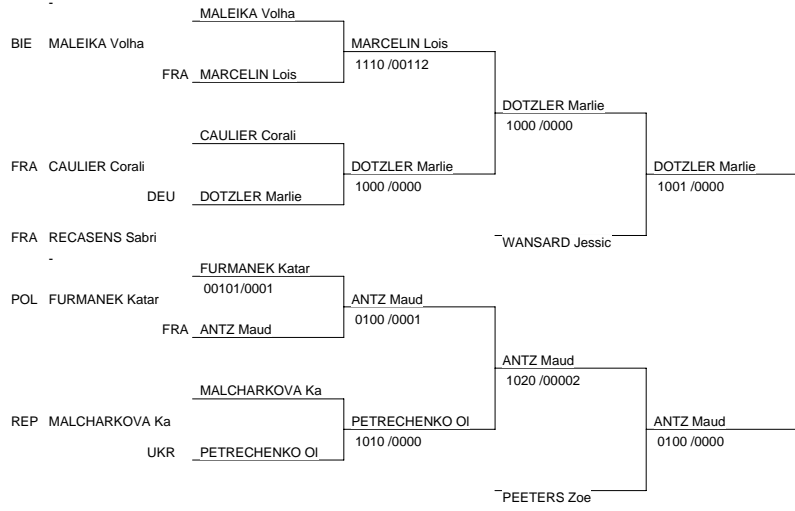 -
MALEIKA Volha
BIE MALEIKA Volha
MARCELIN Lois
1110 /00112
FRA MARCELIN Lois
DOTZLER Marlie
1000 /0000
CAULIER Corali
FRA CAULIER Corali
DOTZLER Marlie
1000 /0000
DOTZLER Marlie
1001 /0000
DEU DOTZLER Marlie
FRA RECASENS Sabri
WANSARD Jessic
-
FURMANEK Katar
00101/0001
POL FURMANEK Katar
ANTZ Maud
0100 /0001
FRA ANTZ Maud
ANTZ Maud
1020 /00002
MALCHARKOVA Ka
REP MALCHARKOVA Ka
PETRECHENKO Ol
1010 /0000
ANTZ Maud
0100 /0000
UKR PETRECHENKO Ol
PEETERS Zoe